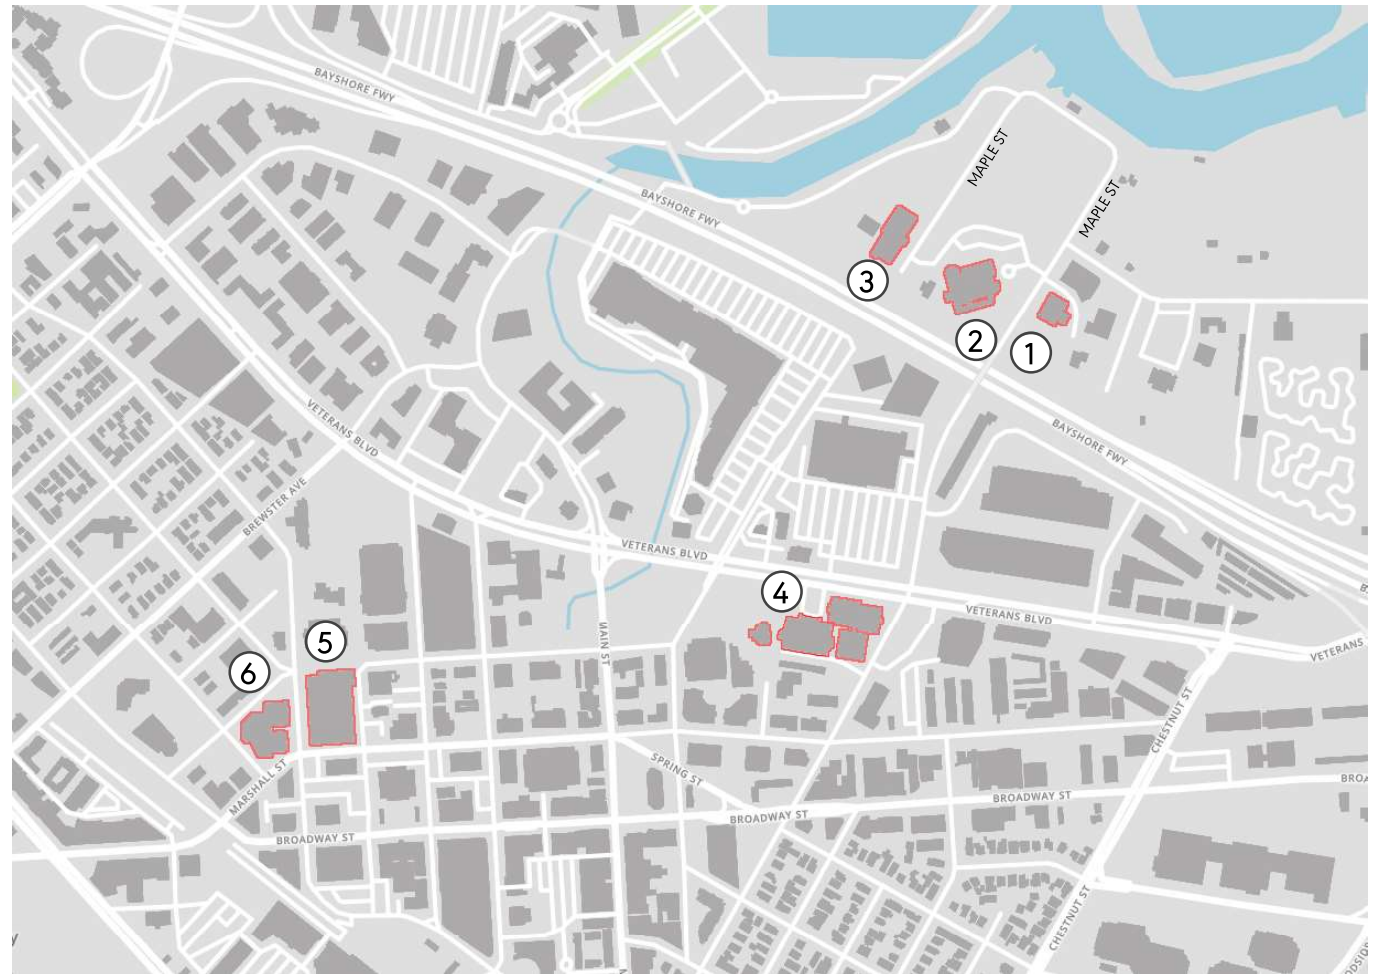 BAYSHORE FWY
MAPLE ST
BAYSHORE FWY
MAPLE ST
3
2
1
VETERANS BLVD
BAYSHORE FWY
BREWSTER AVE
VETERANS BLVD
4
VETERANS BLVD
MAIN ST
VETERANS
5
6
CHESTNUT ST
SPRING ST
MARSHALL ST
BROADWAY ST
BROADWAY ST
BROADWAY ST
CHESTNUT ST